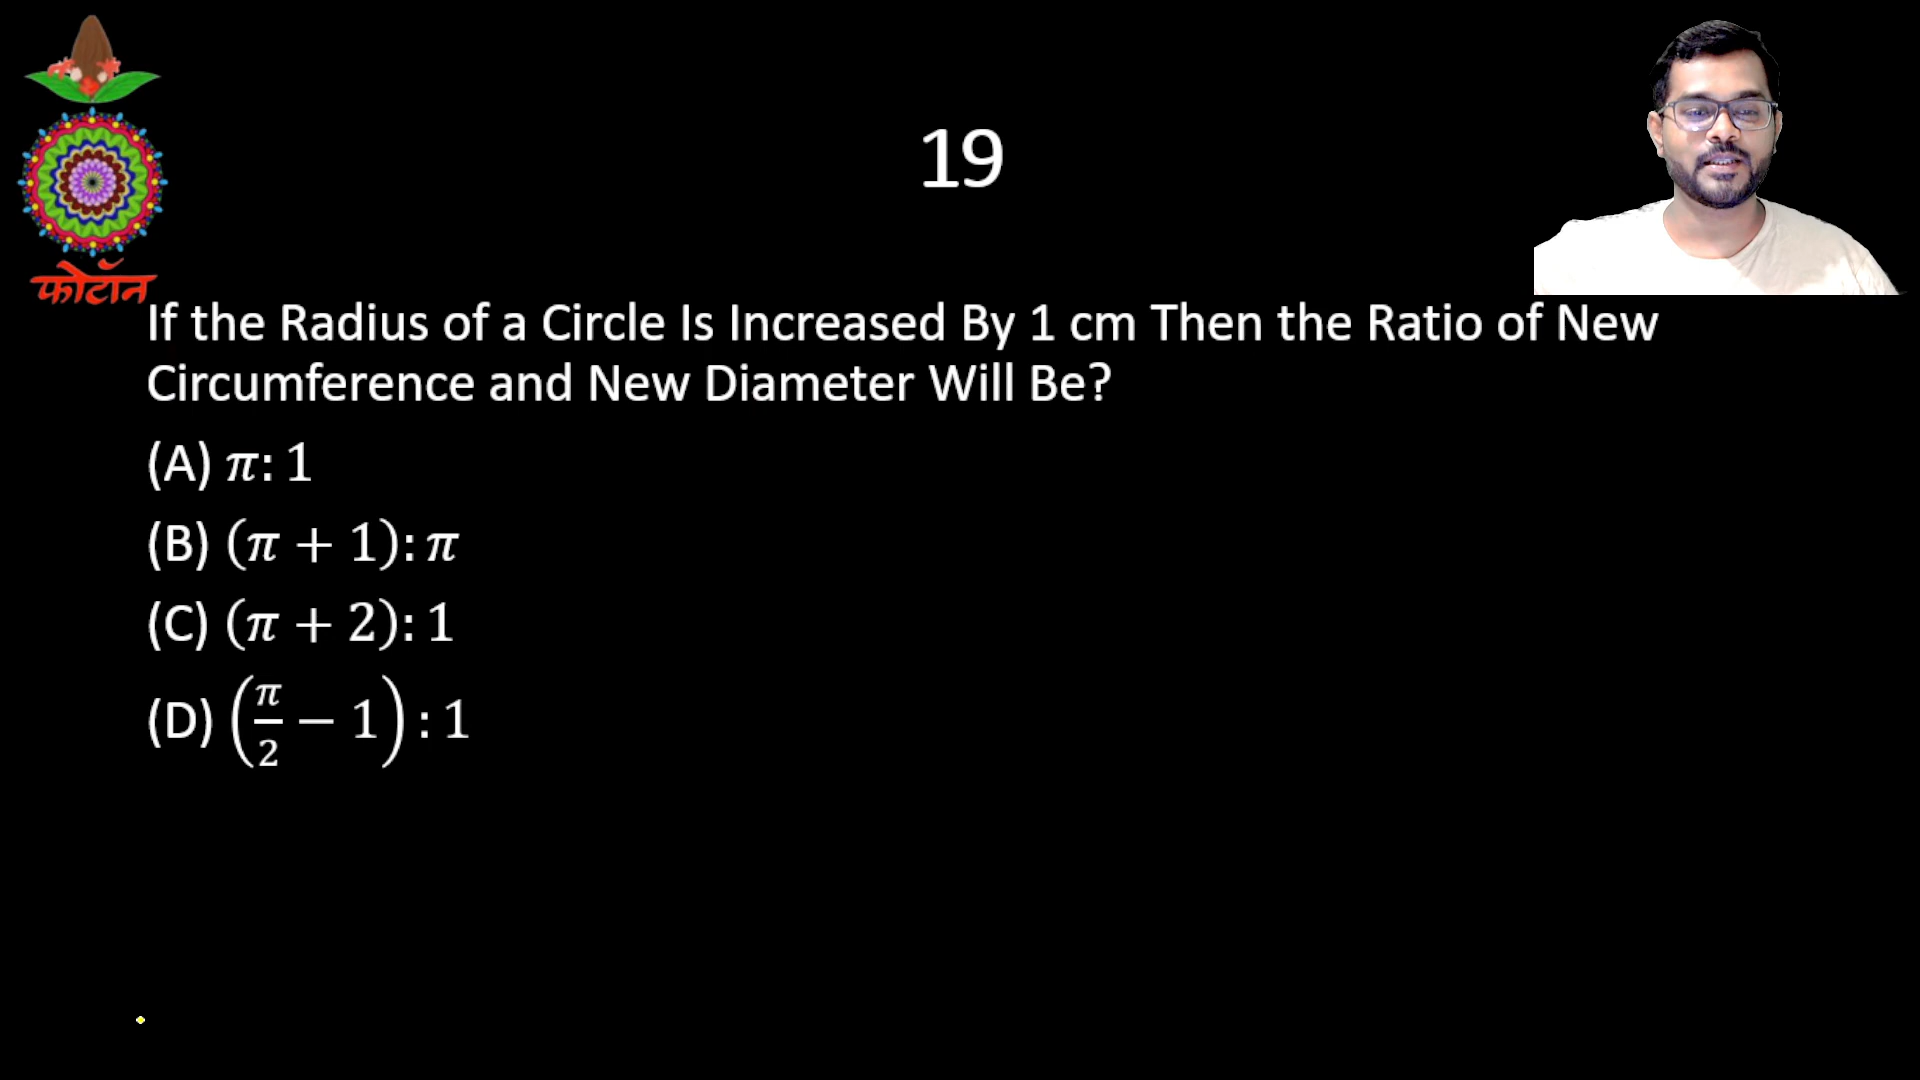 फोटॉन
19
If the Radius of a Circle Is Increased By 1 cm Then the Ratio of New
Circumference and New Diameter Will Be?
(A) π: 1
(B) (π + 1): π
(C) (π + 2): 1
(D) (π/2 − 1) : 1